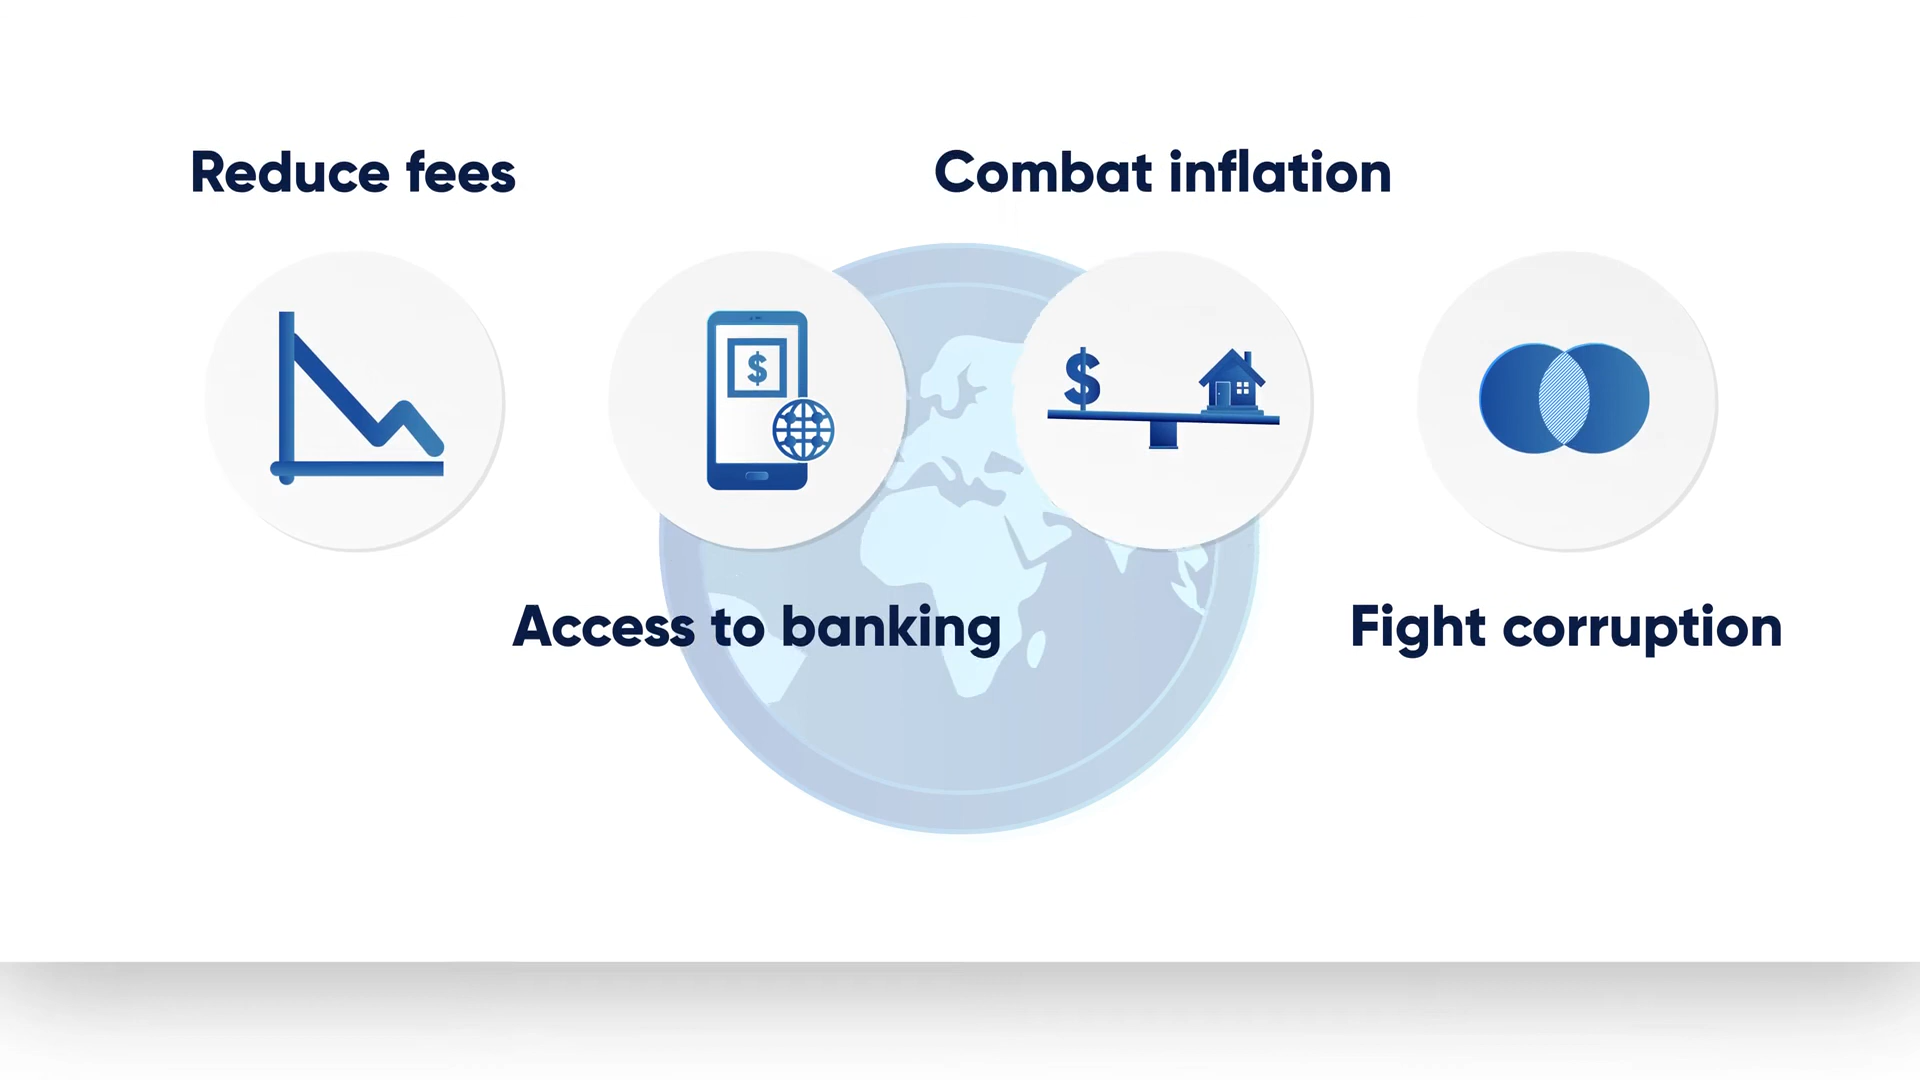 Reduce fees
Combat inflation
$
$
Access to banking
Fight corruption